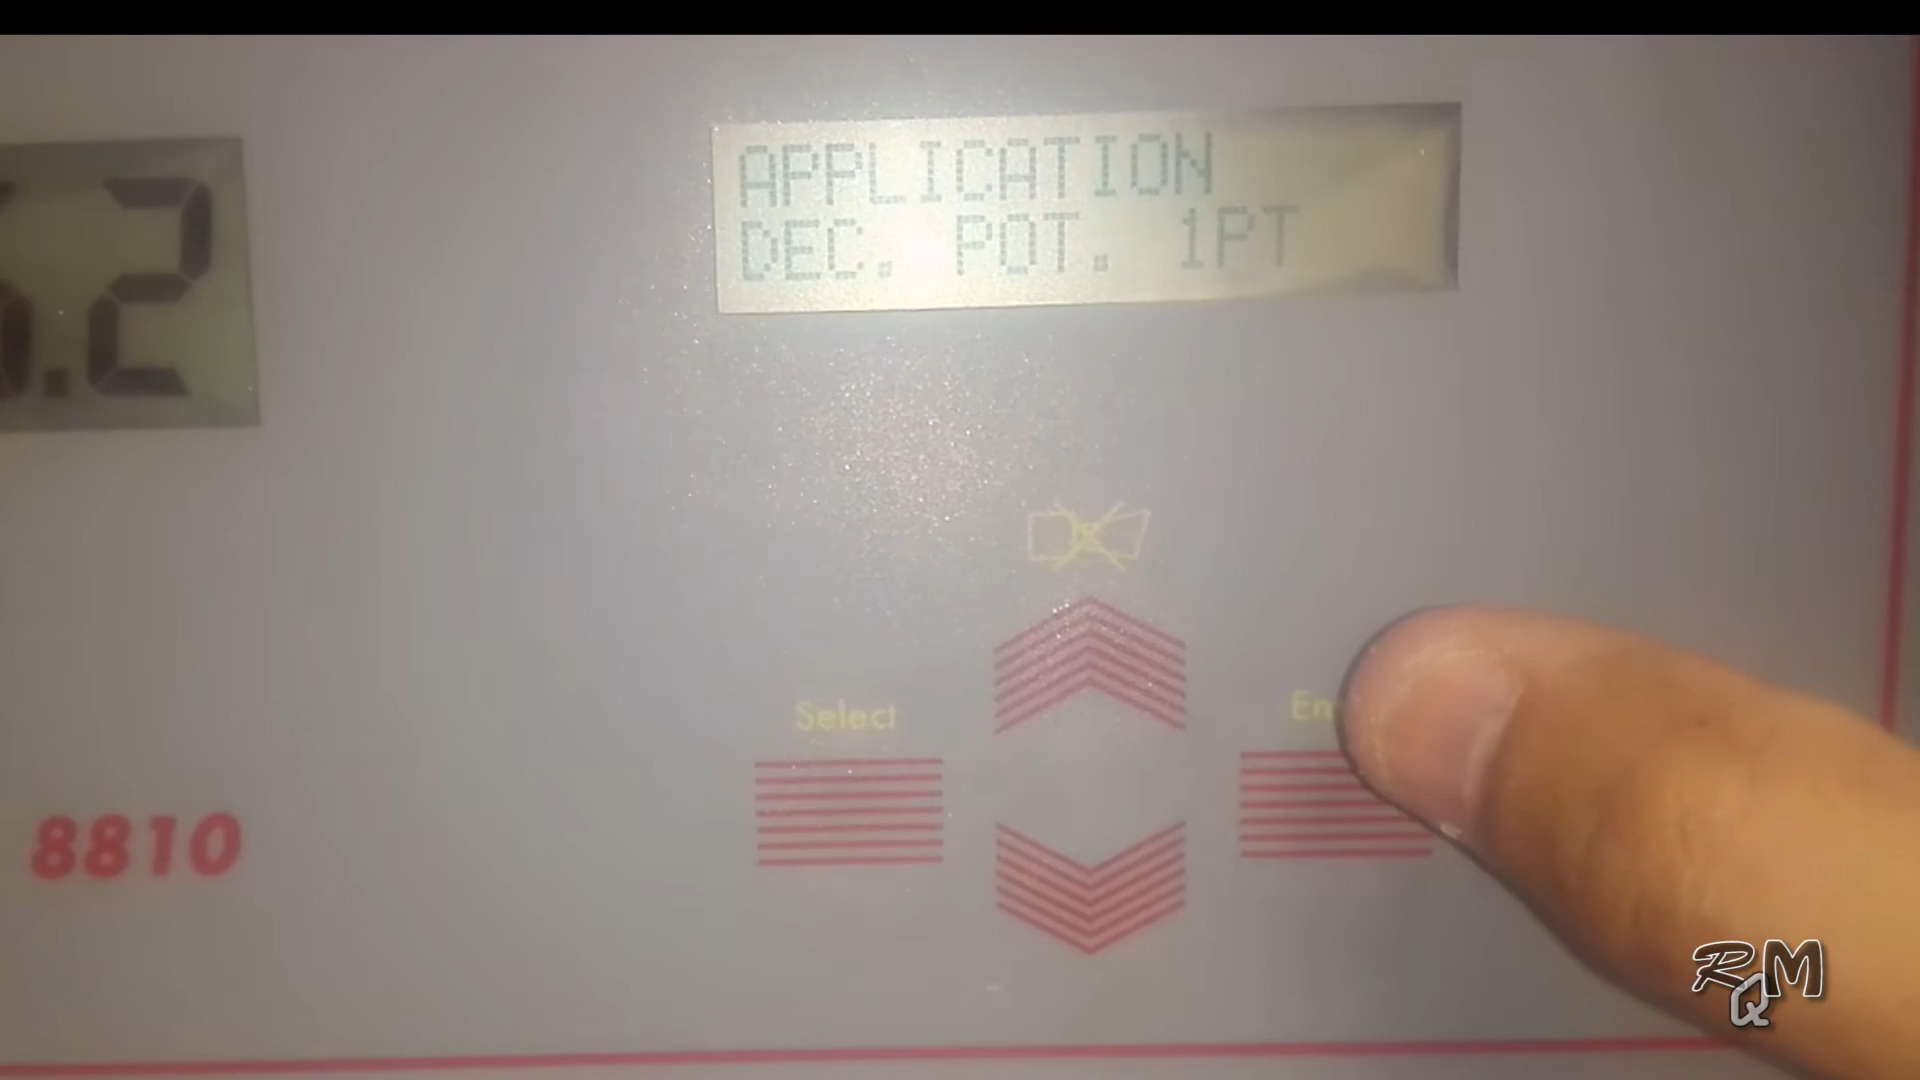 APPLICATION
DEC. POT. 1PT
Select
8810
RQM